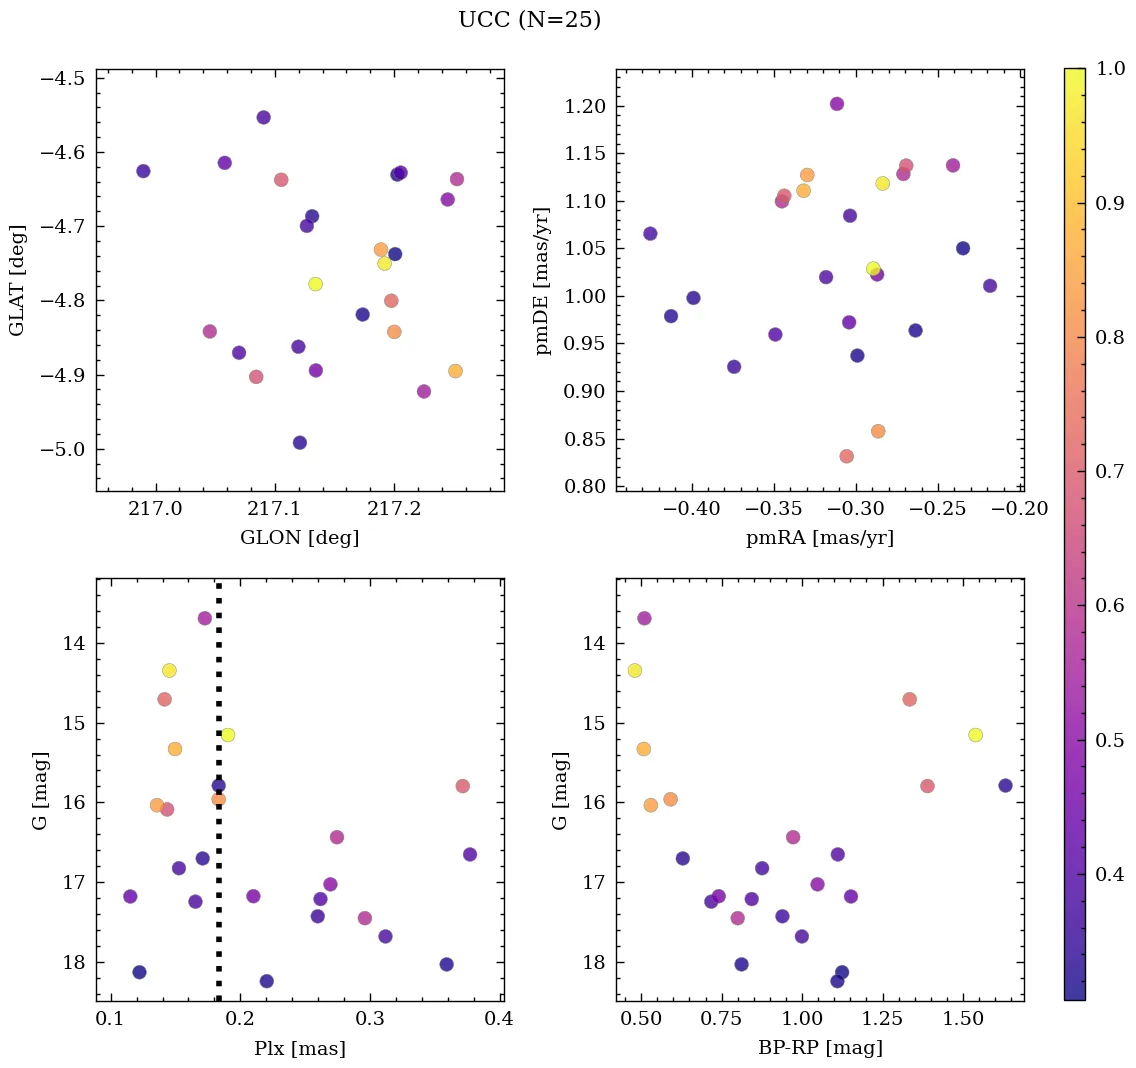 UCC (N=25)
−4.5
−4.6
−4.7
−4.8
−4.9
−5.0
GLAT [deg]
217.0 217.1 217.2
GLON [deg]
1.20
1.15
1.10
1.05
1.00
0.95
0.90
0.85
0.80
pmDE [mas/yr]
−0.40 −0.35 −0.30 −0.25 −0.20
pmRA [mas/yr]
1.0
0.9
0.8
0.7
0.6
0.5
0.4
14
15
16
17
18
G [mag]
0.1 0.2 0.3 0.4
Plx [mas]
14
15
16
17
18
G [mag]
0.50 0.75 1.00 1.25 1.50
BP-RP [mag]